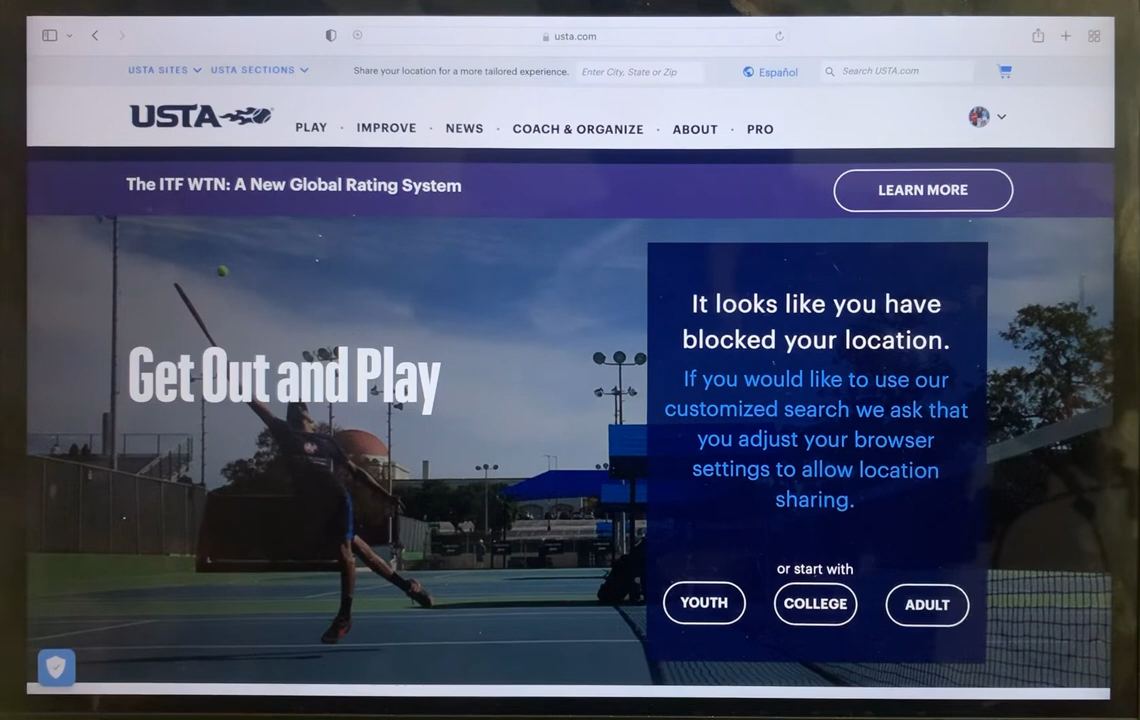 usta.com
USTA SITES USTA SECTIONS Share your location for a more tailored experience. Enter City, State or Zip Español Search USTA.com
USTA PLAY · IMPROVE · NEWS · COACH & ORGANIZE · ABOUT · PRO
The ITF WTN: A New Global Rating System LEARN MORE
Get Out and Play
It looks like you have
blocked your location.
If you would like to use our
customized search we ask that
you adjust your browser
settings to allow location
sharing.
or start with
YOUTH COLLEGE ADULT